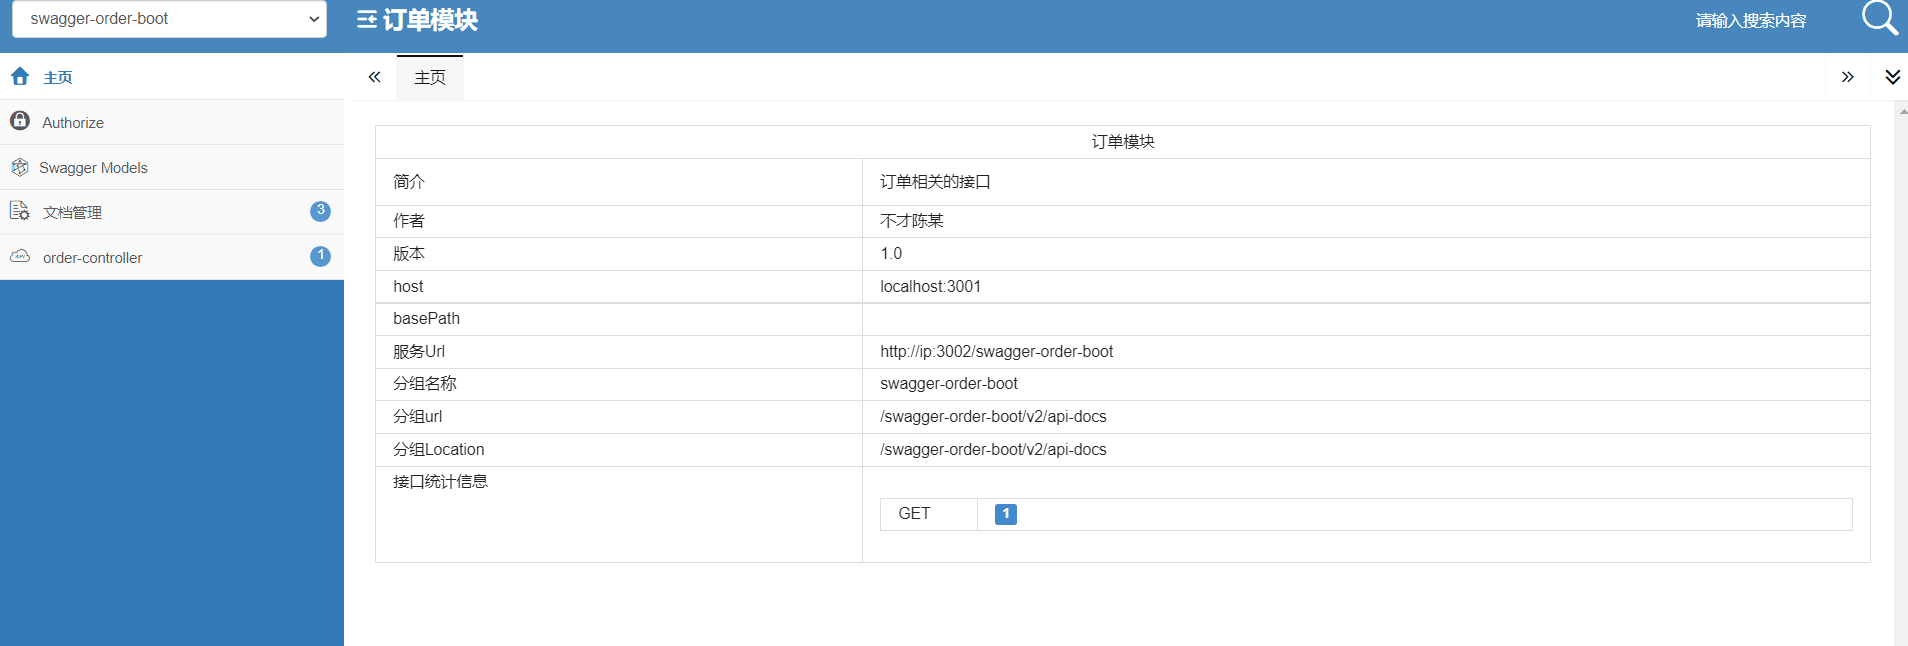 swagger-order-boot
订单模块
请输入搜索内容
主页
Authorize
Swagger Models
文档管理
3
order-controller
1
主页
订单模块
简介 订单相关的接口
作者 不才陈某
版本 1.0
host localhost:3001
basePath
服务Url http://ip:3002/swagger-order-boot
分组名称 swagger-order-boot
分组url /swagger-order-boot/v2/api-docs
分组Location /swagger-order-boot/v2/api-docs
接口统计信息
GET 1